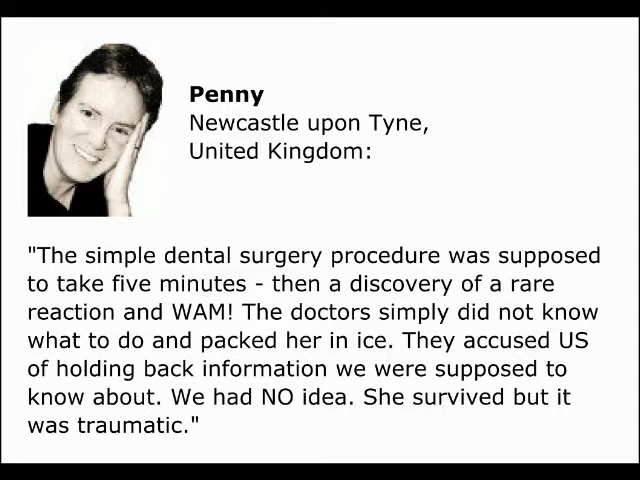 Penny
Newcastle upon Tyne,
United Kingdom:
"The simple dental surgery procedure was supposed
to take five minutes - then a discovery of a rare
reaction and WAM! The doctors simply did not know
what to do and packed her in ice. They accused US
of holding back information we were supposed to
know about. We had NO idea. She survived but it
was traumatic."